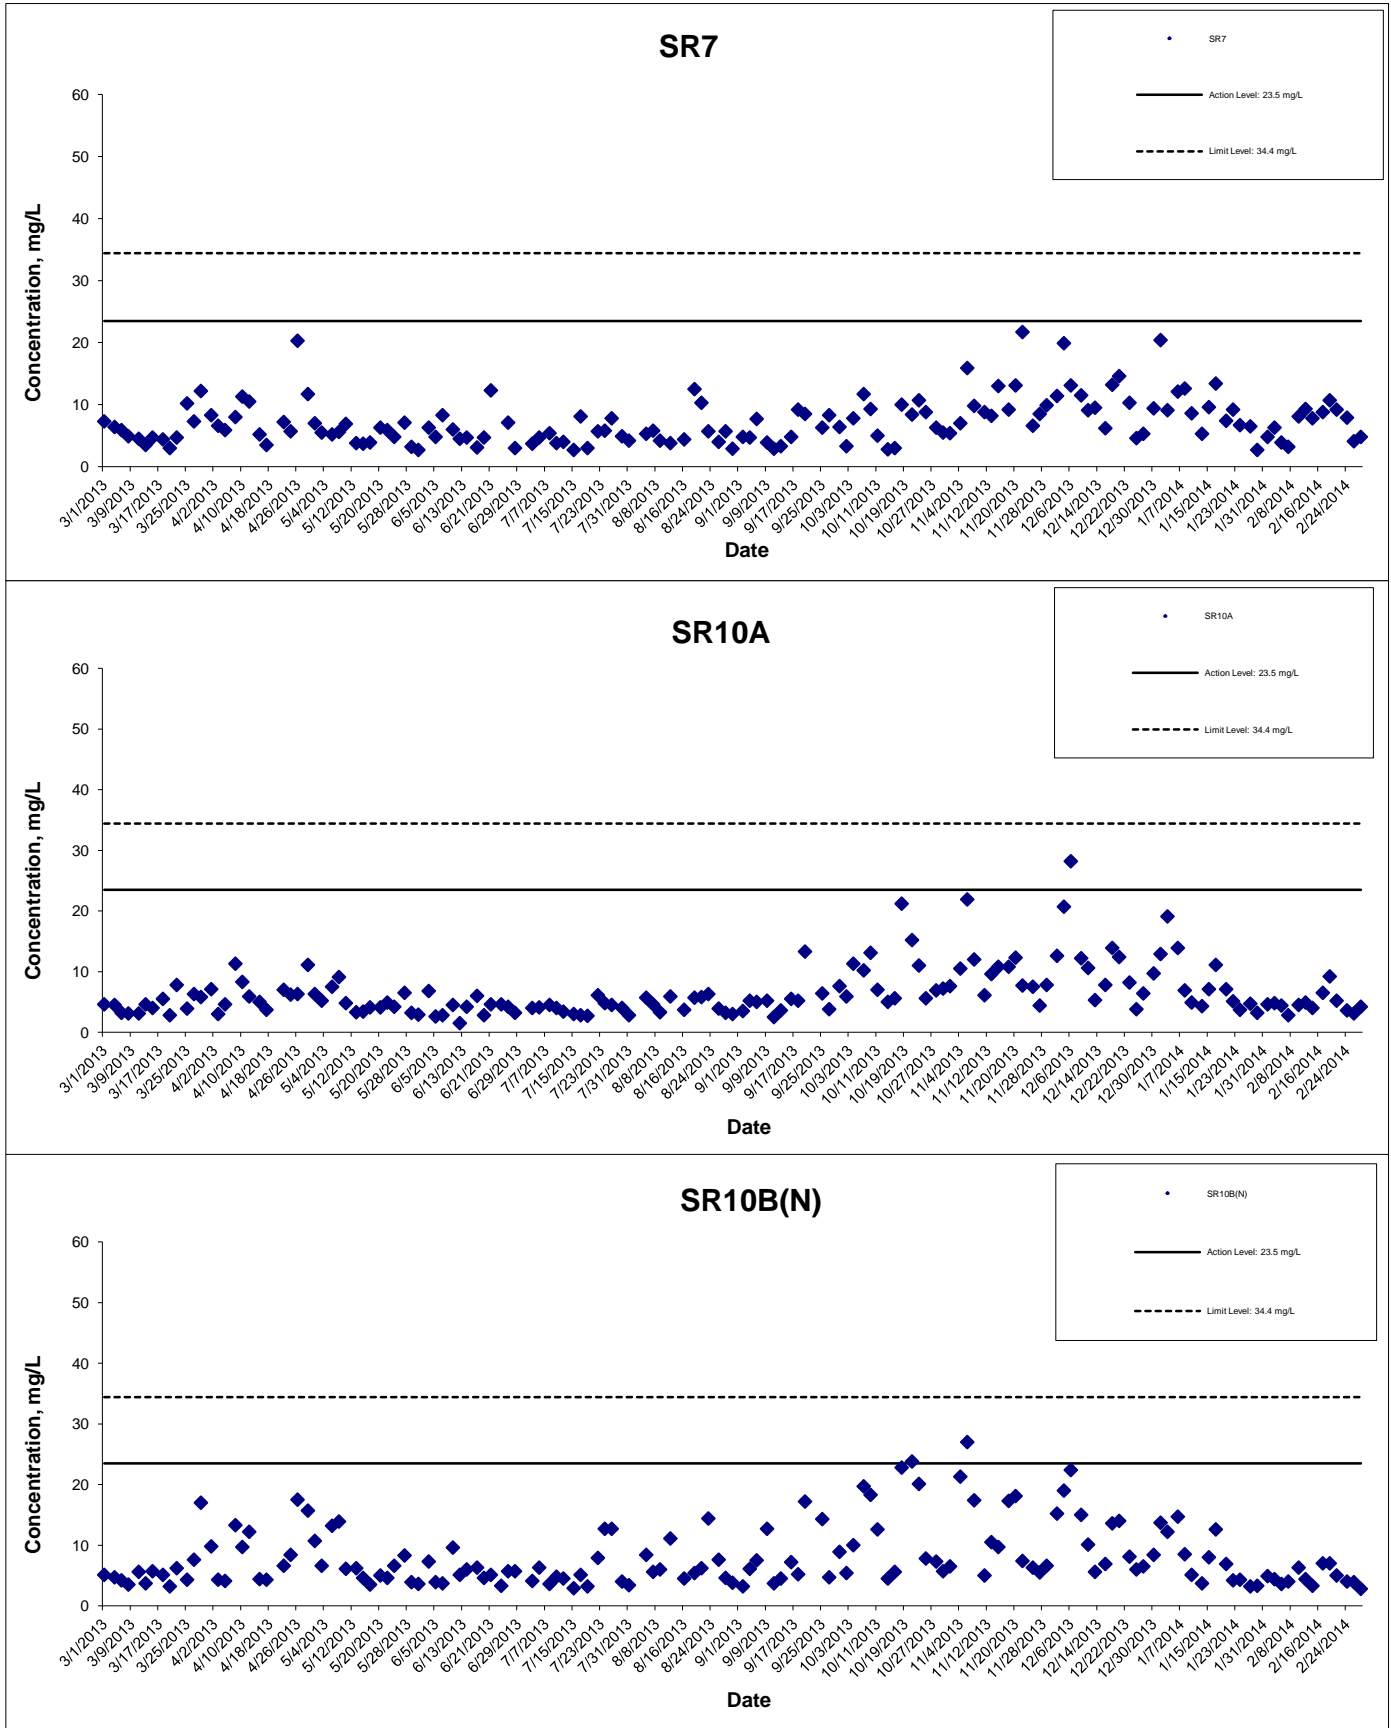 SR7
SR7
Action Level: 23.5 mg/L
Limit Level: 34.4 mg/L
Concentration, mg/L
60
50
40
30
20
10
0
3/1/2013 3/9/2013 3/17/2013 3/25/2013 4/2/2013 4/10/2013 4/18/2013 4/26/2013 5/4/2013 5/12/2013 5/20/2013 5/28/2013 6/5/2013 6/13/2013 6/21/2013 6/29/2013 7/7/2013 7/15/2013 7/23/2013 7/31/2013 8/8/2013 8/16/2013 8/24/2013 9/1/2013 9/9/2013 9/17/2013 9/25/2013 10/3/2013 10/11/2013 10/19/2013 10/27/2013 11/4/2013 11/12/2013 11/20/2013 11/28/2013 12/6/2013 12/14/2013 12/22/2013 12/30/2013 1/7/2014 1/15/2014 1/23/2014 1/31/2014 2/8/2014 2/16/2014 2/24/2014
Date
SR10A
SR10A
Action Level: 23.5 mg/L
Limit Level: 34.4 mg/L
Concentration, mg/L
60
50
40
30
20
10
0
3/1/2013 3/9/2013 3/17/2013 3/25/2013 4/2/2013 4/10/2013 4/18/2013 4/26/2013 5/4/2013 5/12/2013 5/20/2013 5/28/2013 6/5/2013 6/13/2013 6/21/2013 6/29/2013 7/7/2013 7/15/2013 7/23/2013 7/31/2013 8/8/2013 8/16/2013 8/24/2013 9/1/2013 9/9/2013 9/17/2013 9/25/2013 10/3/2013 10/11/2013 10/19/2013 10/27/2013 11/4/2013 11/12/2013 11/20/2013 11/28/2013 12/6/2013 12/14/2013 12/22/2013 12/30/2013 1/7/2014 1/15/2014 1/23/2014 1/31/2014 2/8/2014 2/16/2014 2/24/2014
Date
SR10B(N)
SR10B(N)
Action Level: 23.5 mg/L
Limit Level: 34.4 mg/L
Concentration, mg/L
60
50
40
30
20
10
0
3/1/2013 3/9/2013 3/17/2013 3/25/2013 4/2/2013 4/10/2013 4/18/2013 4/26/2013 5/4/2013 5/12/2013 5/20/2013 5/28/2013 6/5/2013 6/13/2013 6/21/2013 6/29/2013 7/7/2013 7/15/2013 7/23/2013 7/31/2013 8/8/2013 8/16/2013 8/24/2013 9/1/2013 9/9/2013 9/17/2013 9/25/2013 10/3/2013 10/11/2013 10/19/2013 10/27/2013 11/4/2013 11/12/2013 11/20/2013 11/28/2013 12/6/2013 12/14/2013 12/22/2013 12/30/2013 1/7/2014 1/15/2014 1/23/2014 1/31/2014 2/8/2014 2/16/2014 2/24/2014
Date